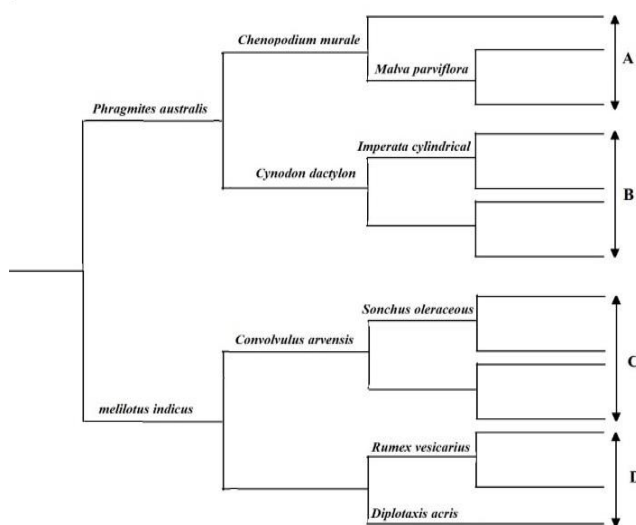 Chenopodium murale
A
Malva parviflora
Phragmites australis
Imperata cylindrical
Cynodon dactylon
B
Sonchus oleraceous
Convolvulus arvensis
C
melilotus indicus
Rumex vesicarius
D
Diplotaxis acris